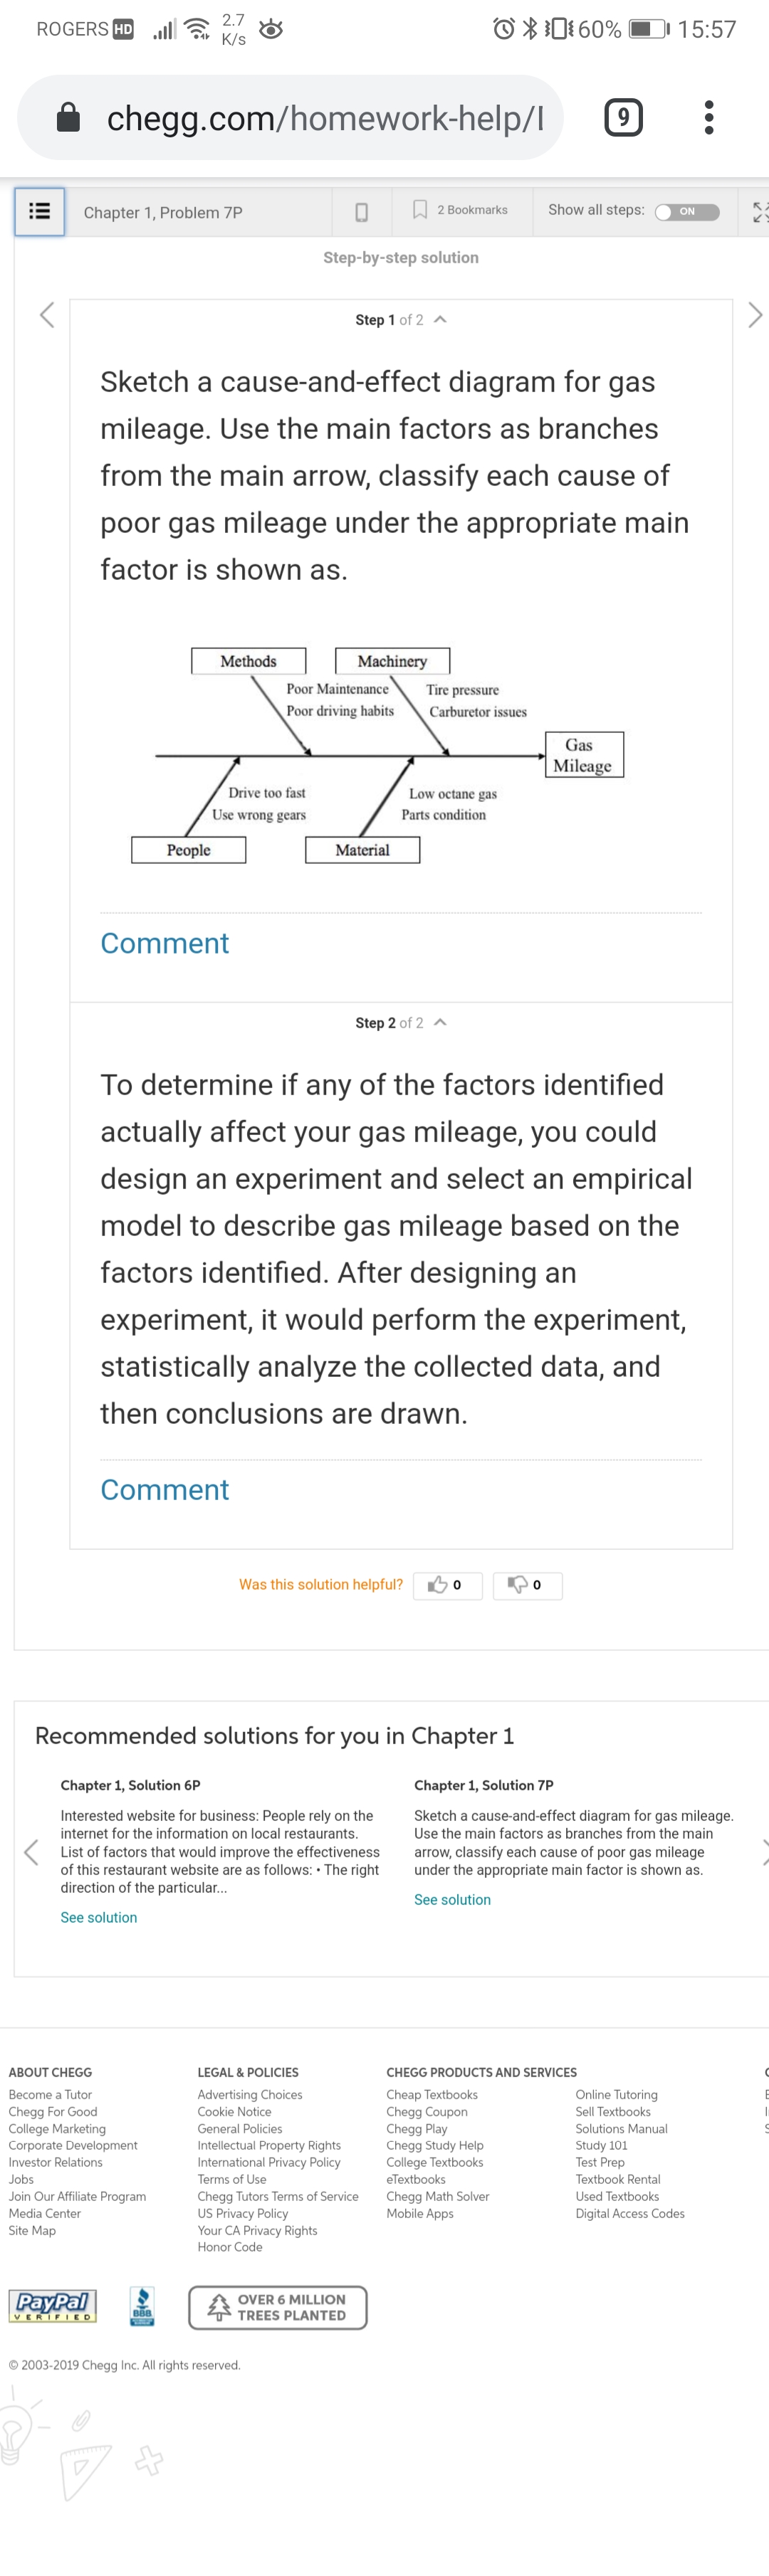 ROGERS HD 2.7 K/s 60% 15:57
chegg.com/homework-help/I 9
Chapter 1, Problem 7P 2 Bookmarks Show all steps: ON
Step-by-step solution
Step 1 of 2
Sketch a cause-and-effect diagram for gas
mileage. Use the main factors as branches
from the main arrow, classify each cause of
poor gas mileage under the appropriate main
factor is shown as.
Methods Machinery
Poor Maintenance Tire pressure
Poor driving habits Carburetor issues
Gas
Mileage
Drive too fast Low octane gas
Use wrong gears Parts condition
People Material
Comment
Step 2 of 2
To determine if any of the factors identified
actually affect your gas mileage, you could
design an experiment and select an empirical
model to describe gas mileage based on the
factors identified. After designing an
experiment, it would perform the experiment,
statistically analyze the collected data, and
then conclusions are drawn.
Comment
Was this solution helpful? 0 0
Recommended solutions for you in Chapter 1
Chapter 1, Solution 6P
Interested website for business: People rely on the
internet for the information on local restaurants.
List of factors that would improve the effectiveness
of this restaurant website are as follows: • The right
direction of the particular...
See solution
Chapter 1, Solution 7P
Sketch a cause-and-effect diagram for gas mileage.
Use the main factors as branches from the main
arrow, classify each cause of poor gas mileage
under the appropriate main factor is shown as.
See solution
ABOUT CHEGG
Become a Tutor
Chegg For Good
College Marketing
Corporate Development
Investor Relations
Jobs
Join Our Affiliate Program
Media Center
Site Map
LEGAL & POLICIES
Advertising Choices
Cookie Notice
General Policies
Intellectual Property Rights
International Privacy Policy
Terms of Use
Chegg Tutors Terms of Service
US Privacy Policy
Your CA Privacy Rights
Honor Code
CHEGG PRODUCTS AND SERVICES
Cheap Textbooks
Chegg Coupon
Chegg Play
Chegg Study Help
College Textbooks
eTextbooks
Chegg Math Solver
Mobile Apps
Online Tutoring
Sell Textbooks
Solutions Manual
Study 101
Test Prep
Textbook Rental
Used Textbooks
Digital Access Codes
PayPal
VERIFIED
BBB
OVER 6 MILLION
TREES PLANTED
© 2003-2019 Chegg Inc. All rights reserved.